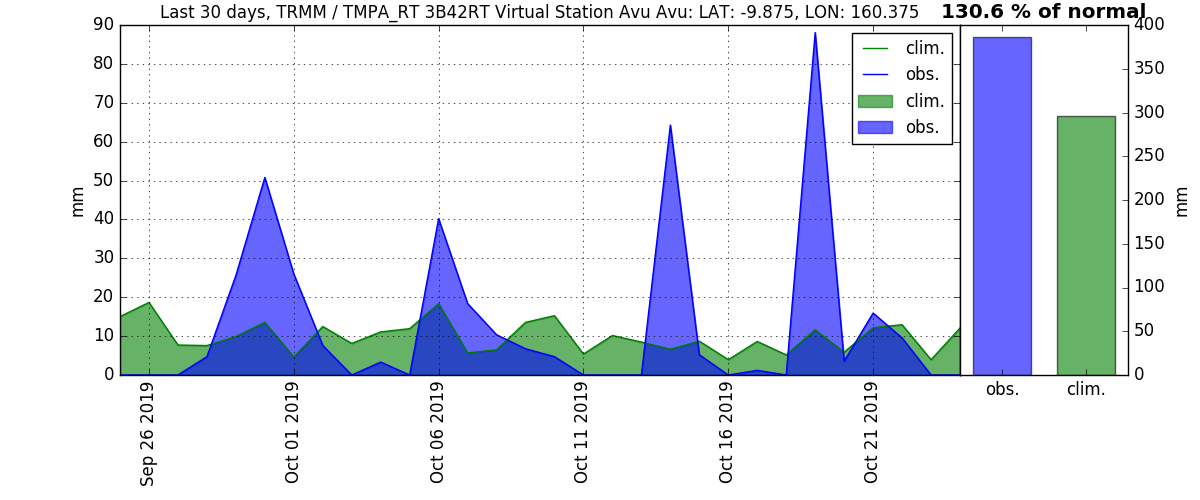 Last 30 days, TRMM / TMPA_RT 3B42RT Virtual Station Avu Avu: LAT: -9.875, LON: 160.375
130.6 % of normal
90
80
70
60
50
40
30
20
10
0
mm
clim.
obs.
clim.
obs.
400
350
300
250
200
150
100
50
0
mm
obs.
clim.
Sep 26 2019
Oct 01 2019
Oct 06 2019
Oct 11 2019
Oct 16 2019
Oct 21 2019